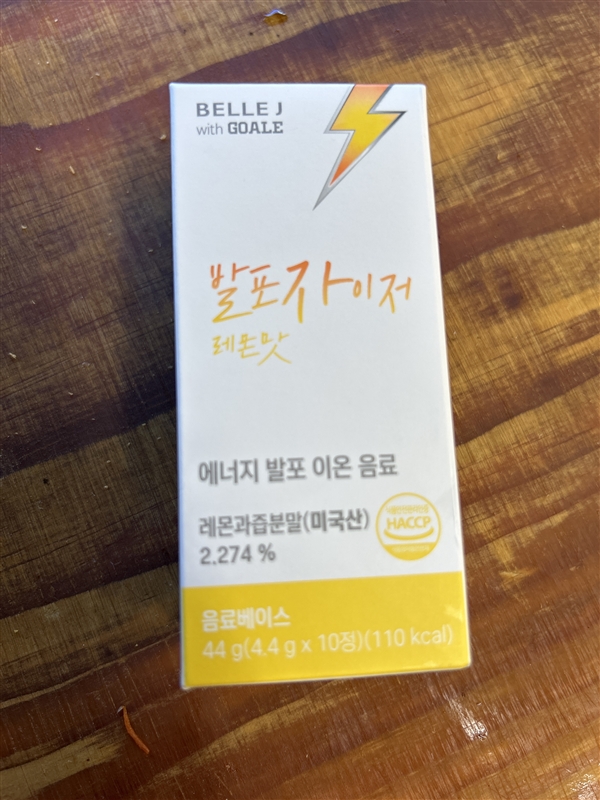 BELLE J
with GOALE
발포자이저
레몬맛
에너지 발포 이온 음료
레몬과즙분말(미국산)
2.274 %
HACCP
음료베이스
44 g(4.4 g x 10정)(110 kcal)